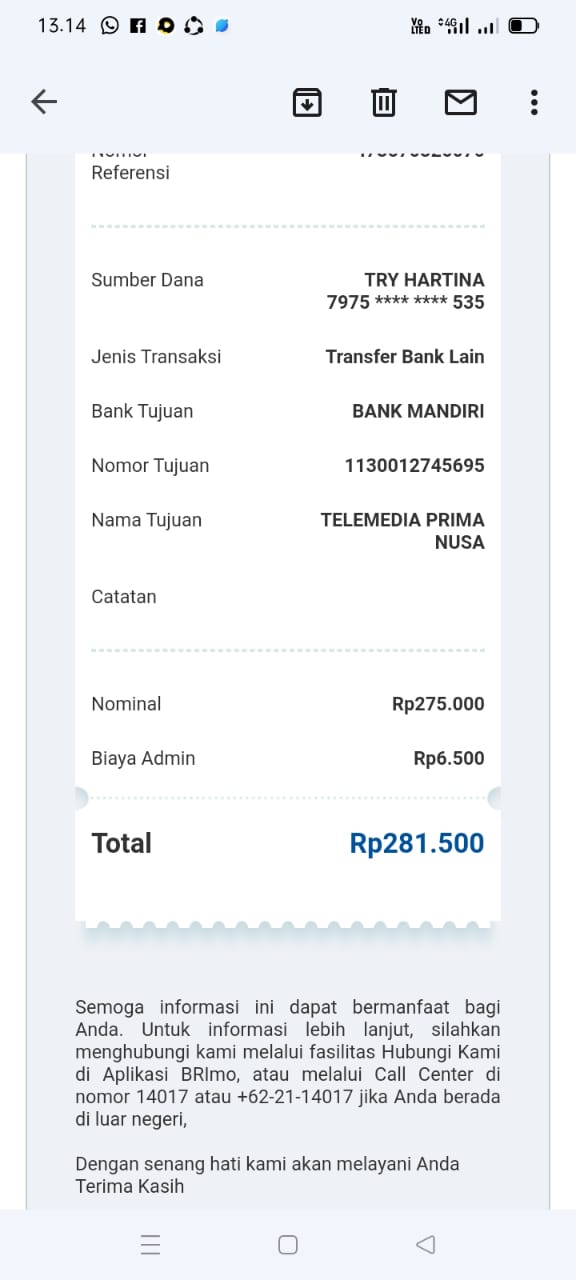 13.14
Vo 4G
LTED
Nomor
Referensi
Sumber Dana TRY HARTINA
7975 **** **** 535
Jenis Transaksi Transfer Bank Lain
Bank Tujuan BANK MANDIRI
Nomor Tujuan 1130012745695
Nama Tujuan TELEMEDIA PRIMA
NUSA
Catatan
Nominal Rp275.000
Biaya Admin Rp6.500
Total Rp281.500
Semoga informasi ini dapat bermanfaat bagi
Anda. Untuk informasi lebih lanjut, silahkan
menghubungi kami melalui fasilitas Hubungi Kami
di Aplikasi BRImo, atau melalui Call Center di
nomor 14017 atau +62-21-14017 jika Anda berada
di luar negeri,
Dengan senang hati kami akan melayani Anda
Terima Kasih